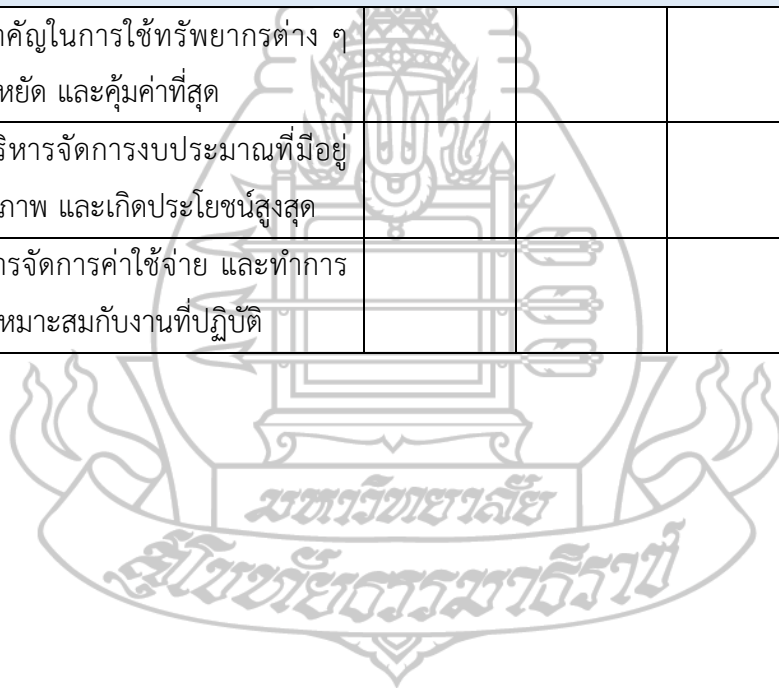 าคัญในการใช้ทรัพยากรต่าง ๆ
หยัด และคุ้มค่าที่สุด
ริหารจัดการงบประมาณที่มีอยู่
ภาพ และเกิดประโยชน์สูงสุด
ารจัดการค่าใช้จ่าย และทำการ
หมาะสมกับงานที่ปฏิบัติ
มหาวิทยาลัย
สุโขทัยธรรมาธิราช